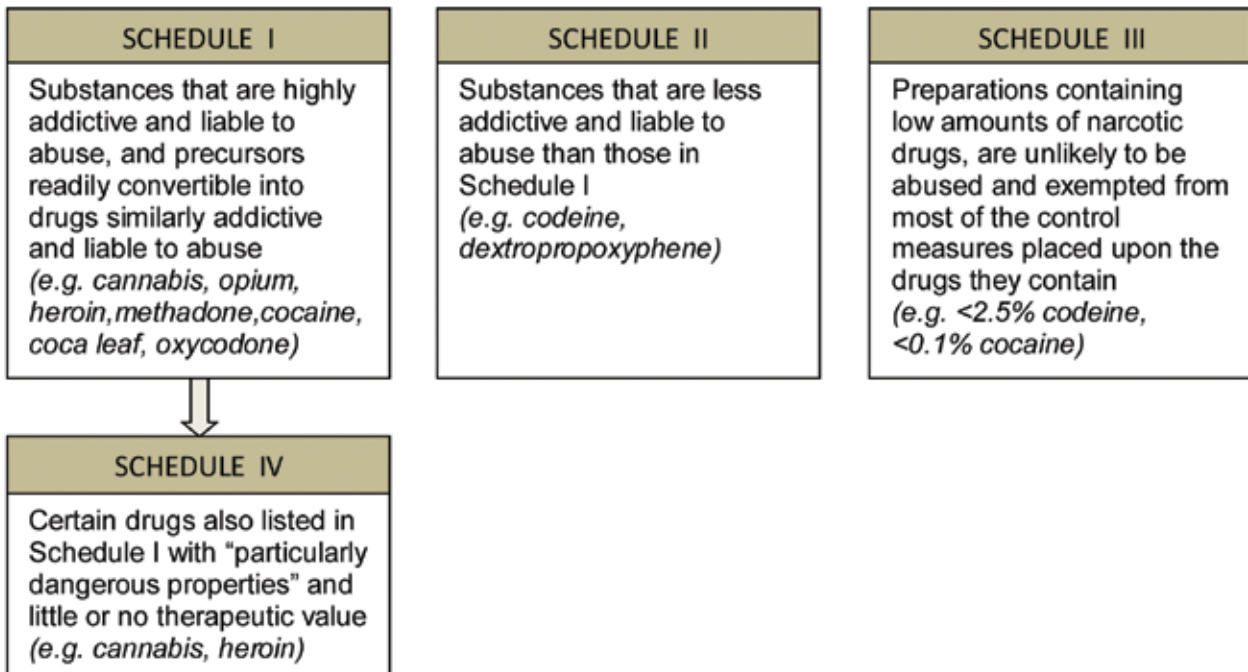 SCHEDULE I
Substances that are highly
addictive and liable to
abuse, and precursors
readily convertible into
drugs similarly addictive
and liable to abuse
(e.g. cannabis, opium,
heroin,methadone,cocaine,
coca leaf, oxycodone)
SCHEDULE II
Substances that are less
addictive and liable to
abuse than those in
Schedule I
(e.g. codeine,
dextropropoxyphene)
SCHEDULE III
Preparations containing
low amounts of narcotic
drugs, are unlikely to be
abused and exempted from
most of the control
measures placed upon the
drugs they contain
(e.g. <2.5% codeine,
<0.1% cocaine)
SCHEDULE IV
Certain drugs also listed in
Schedule I with “particularly
dangerous properties” and
little or no therapeutic value
(e.g. cannabis, heroin)